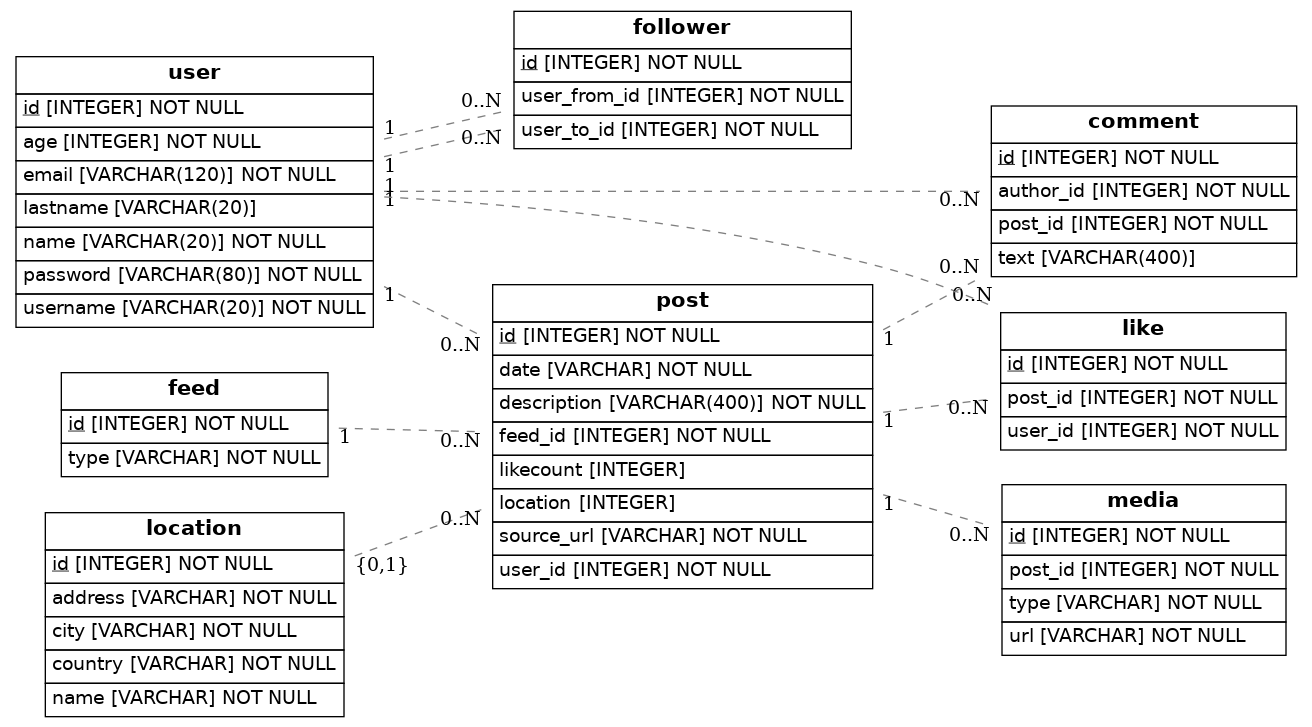 user
id [INTEGER] NOT NULL
age [INTEGER] NOT NULL
email [VARCHAR(120)] NOT NULL
lastname [VARCHAR(20)]
name [VARCHAR(20)] NOT NULL
password [VARCHAR(80)] NOT NULL
username [VARCHAR(20)] NOT NULL
follower
id [INTEGER] NOT NULL
user_from_id [INTEGER] NOT NULL
user_to_id [INTEGER] NOT NULL
0..N
1
0..N
1
1
1
0..N
comment
id [INTEGER] NOT NULL
author_id [INTEGER] NOT NULL
post_id [INTEGER] NOT NULL
text [VARCHAR(400)]
0..N
0..N
1
1
0..N
post
id [INTEGER] NOT NULL
date [VARCHAR] NOT NULL
description [VARCHAR(400)] NOT NULL
feed_id [INTEGER] NOT NULL
likecount [INTEGER]
location [INTEGER]
source_url [VARCHAR] NOT NULL
user_id [INTEGER] NOT NULL
like
id [INTEGER] NOT NULL
post_id [INTEGER] NOT NULL
user_id [INTEGER] NOT NULL
1
0..N
feed
id [INTEGER] NOT NULL
type [VARCHAR] NOT NULL
1
0..N
location
id [INTEGER] NOT NULL
address [VARCHAR] NOT NULL
city [VARCHAR] NOT NULL
country [VARCHAR] NOT NULL
name [VARCHAR] NOT NULL
0..N
{0,1}
1
0..N
media
id [INTEGER] NOT NULL
post_id [INTEGER] NOT NULL
type [VARCHAR] NOT NULL
url [VARCHAR] NOT NULL